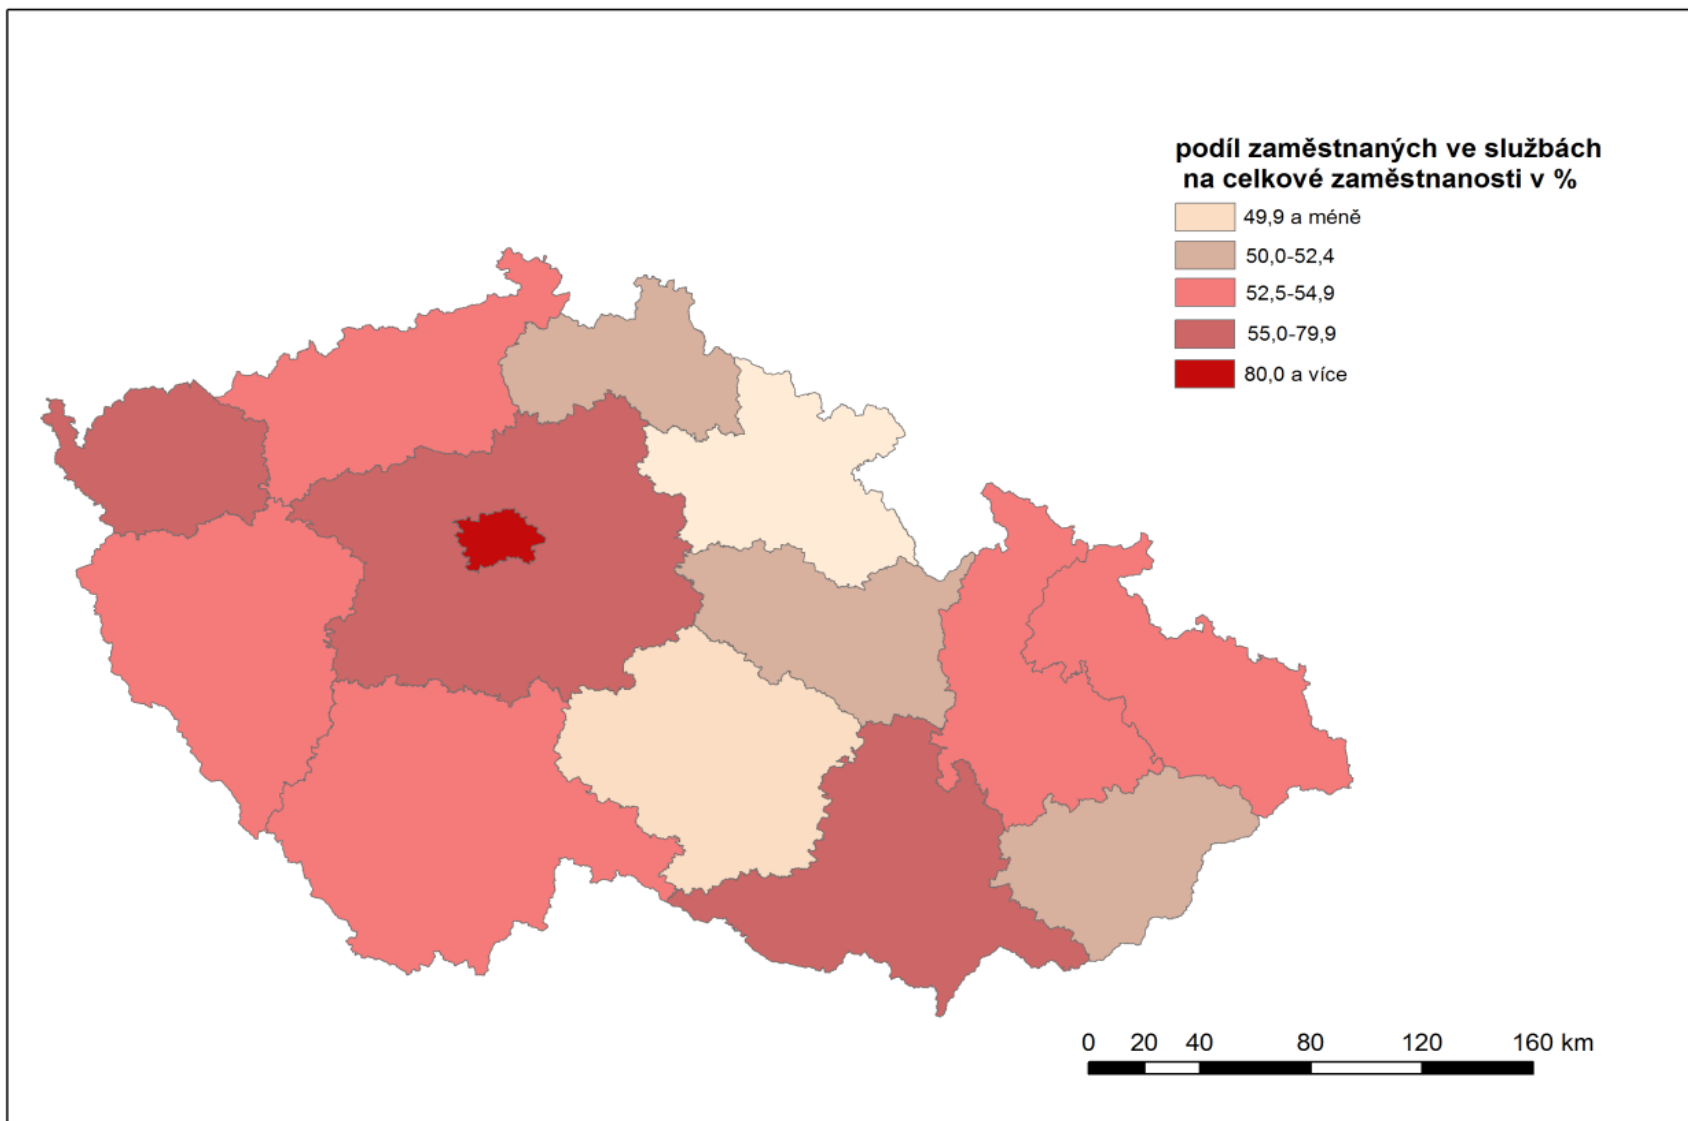 podíl zaměstnaných ve službách
na celkové zaměstnanosti v %
49,9 a méně
50,0-52,4
52,5-54,9
55,0-79,9
80,0 a více
0 20 40 80 120 160 km